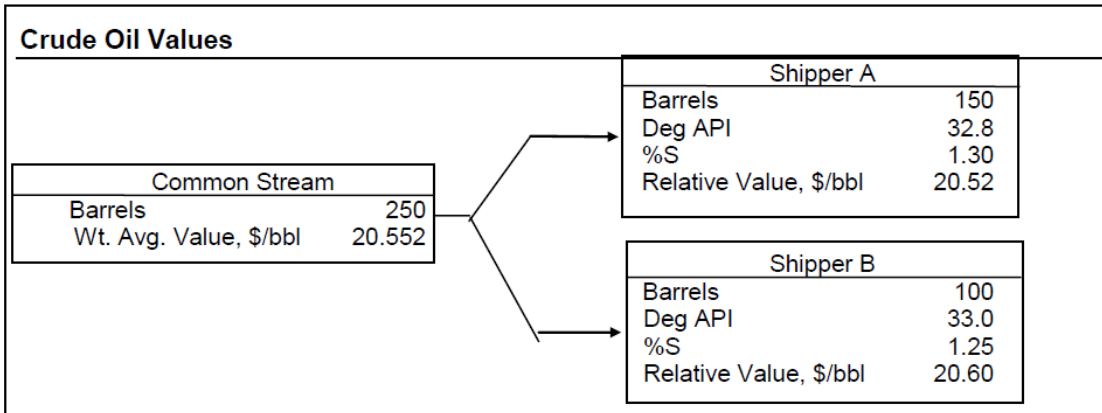 Crude Oil Values
Common Stream
Barrels 250
Wt. Avg. Value, $/bbl 20.552
Shipper A
Barrels 150
Deg API 32.8
%S 1.30
Relative Value, $/bbl 20.52
Shipper B
Barrels 100
Deg API 33.0
%S 1.25
Relative Value, $/bbl 20.60